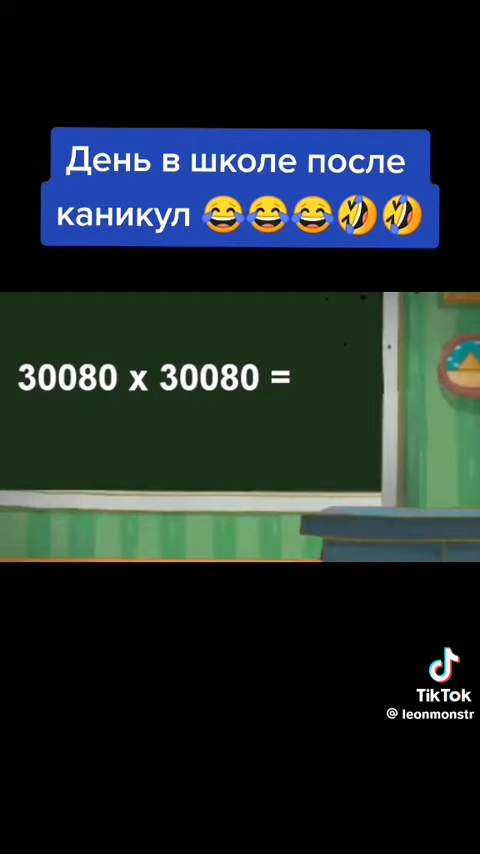 День в школе после
каникул 😂😂😂🤣🤣
30080 x 30080 =
TikTok
@ leonmonstr